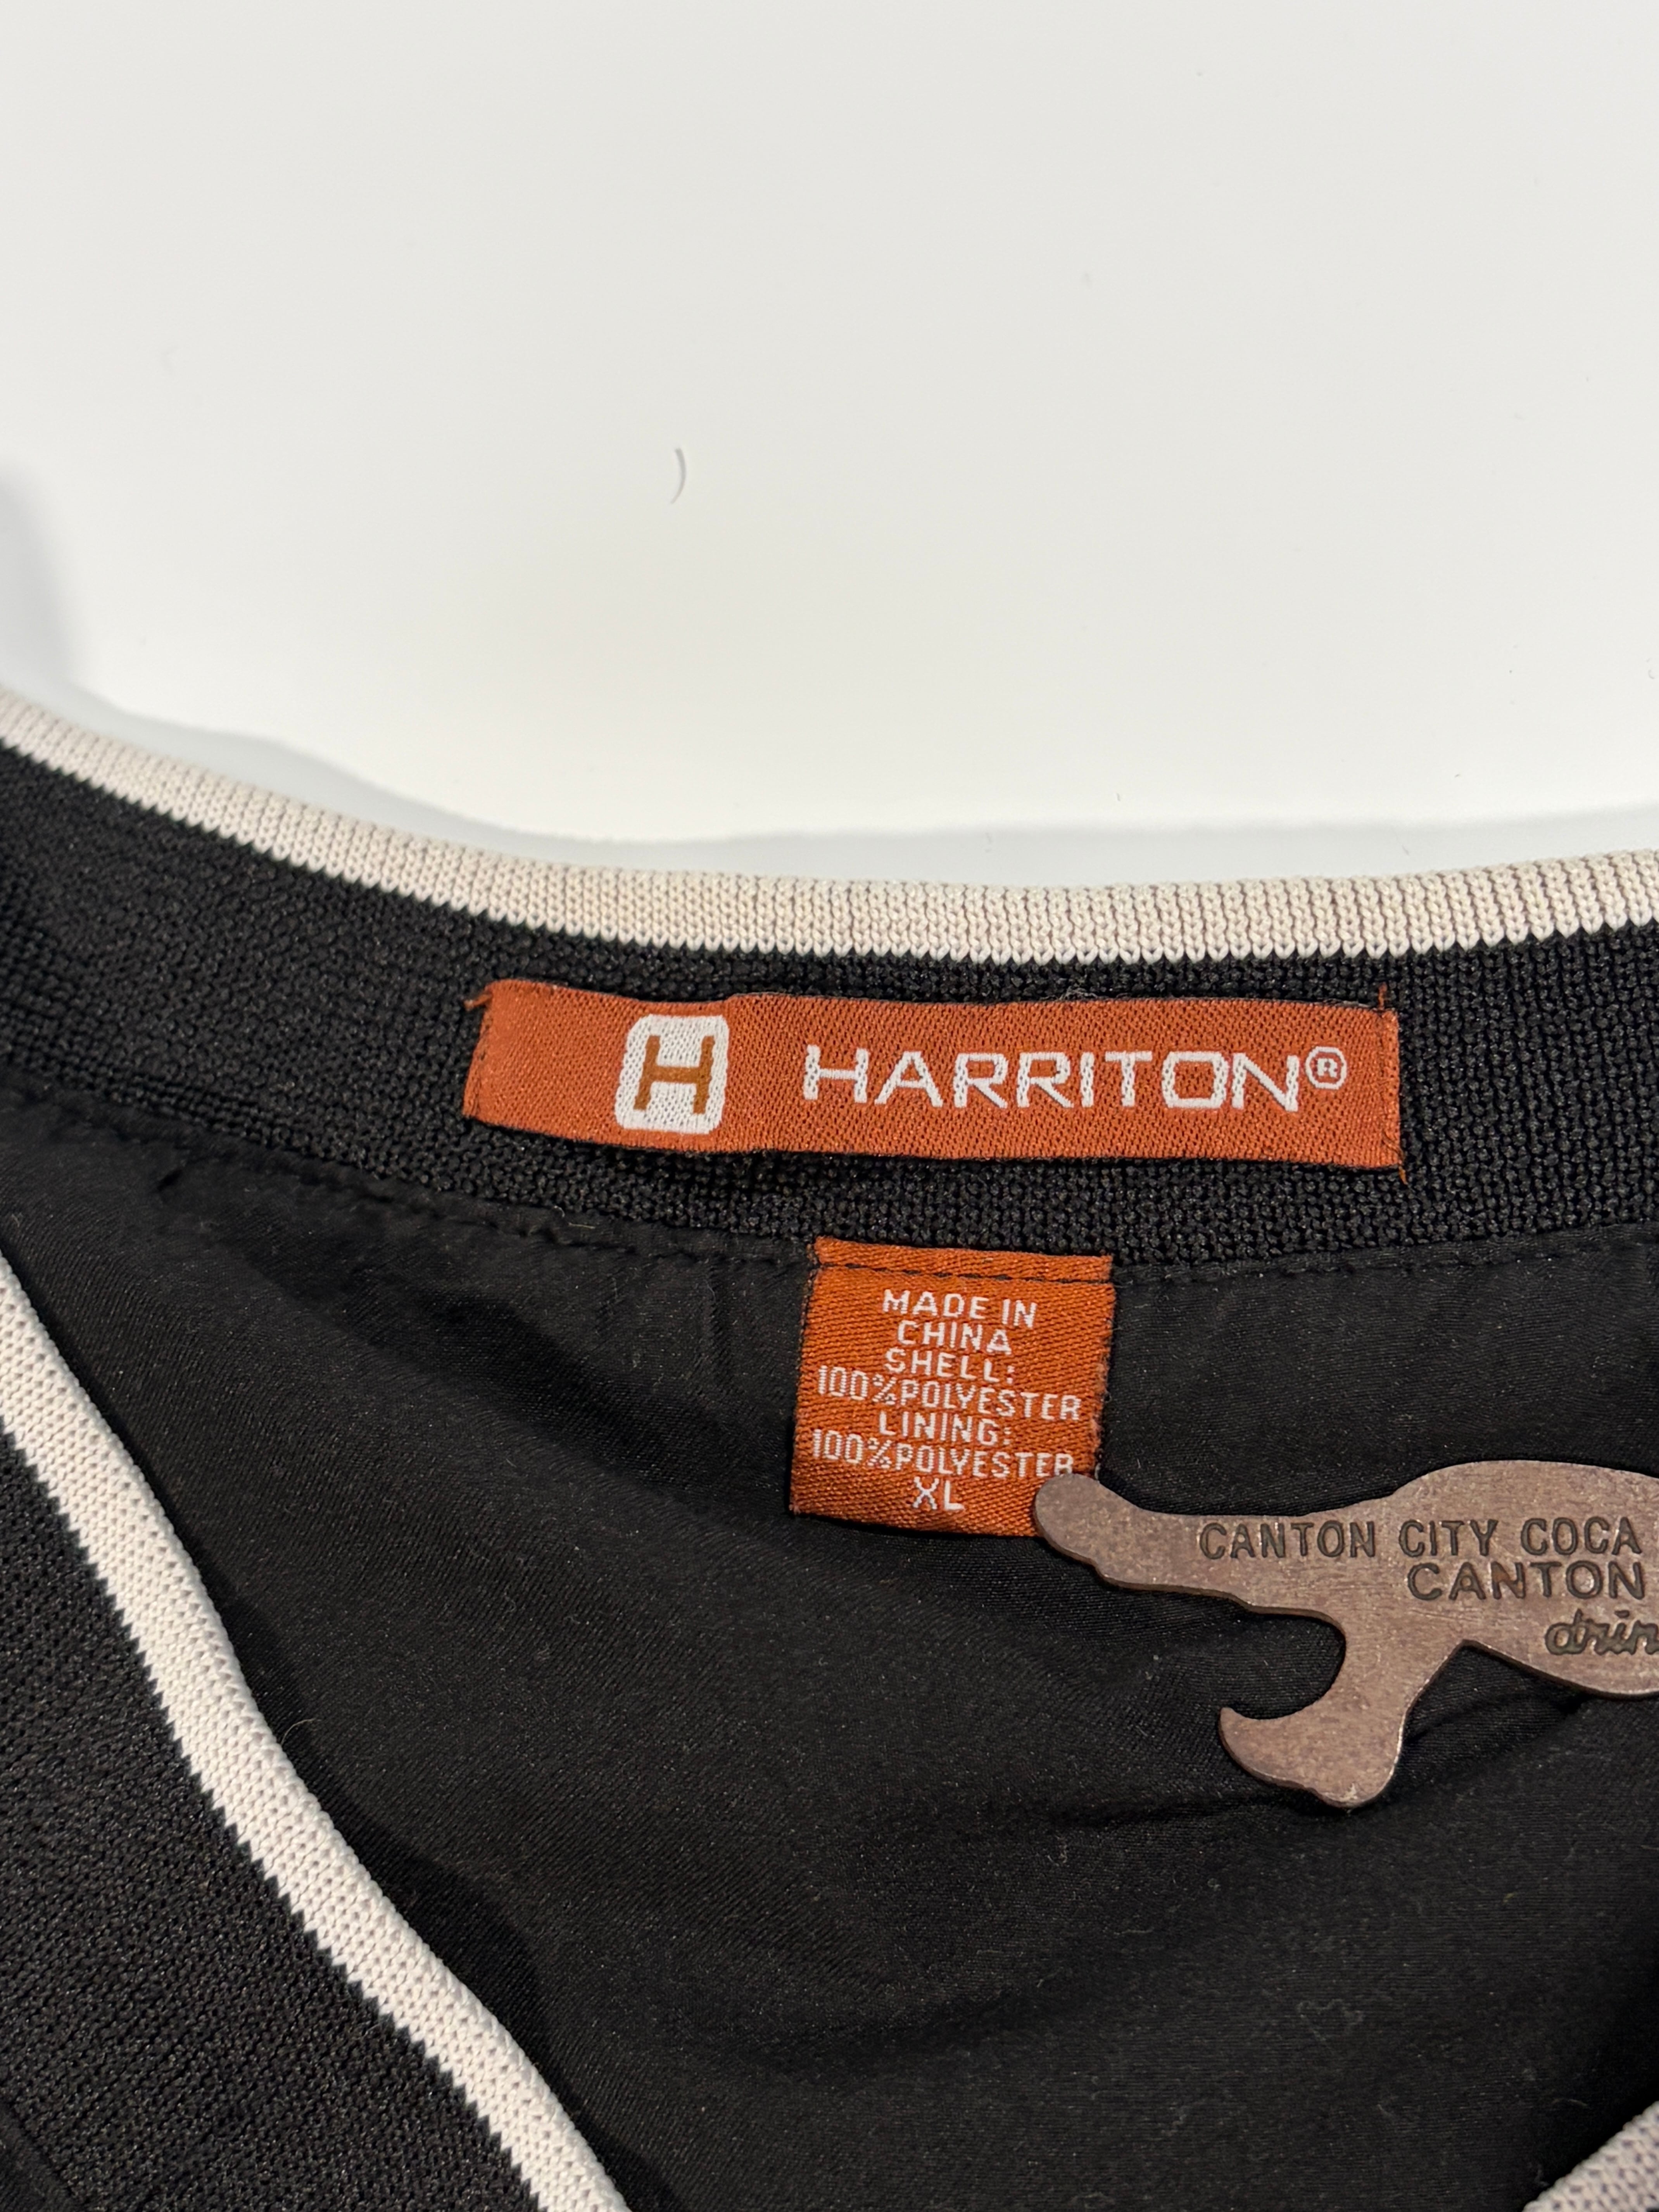 H HARRITON®
MADE IN
CHINA
SHELL:
100%POLYESTER
LINING:
100%POLYESTER
XL
CANTON CITY COCA
CANTON